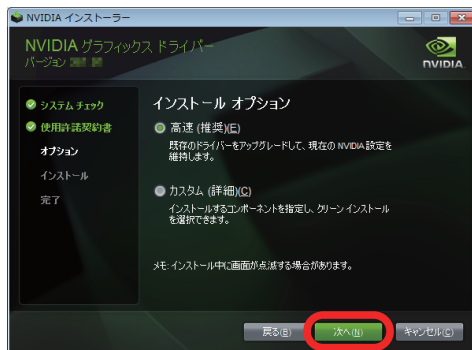 NVIDIA インストーラー
NVIDIA グラフィックス ドライバー
バージョン
NVIDIA
システム チェック
使用許諾契約書
オプション
インストール
完了
インストール オプション
高速 (推奨)(E)
既存のドライバーをアップグレードして、現在の NVIDIA 設定を
維持します。
カスタム (詳細)(C)
インストールするコンポーネントを指定し、クリーン インストール
を選択できます。
メモ: インストール中に画面が点滅する場合があります。
戻る(B)
次へ(N)
キャンセル(C)